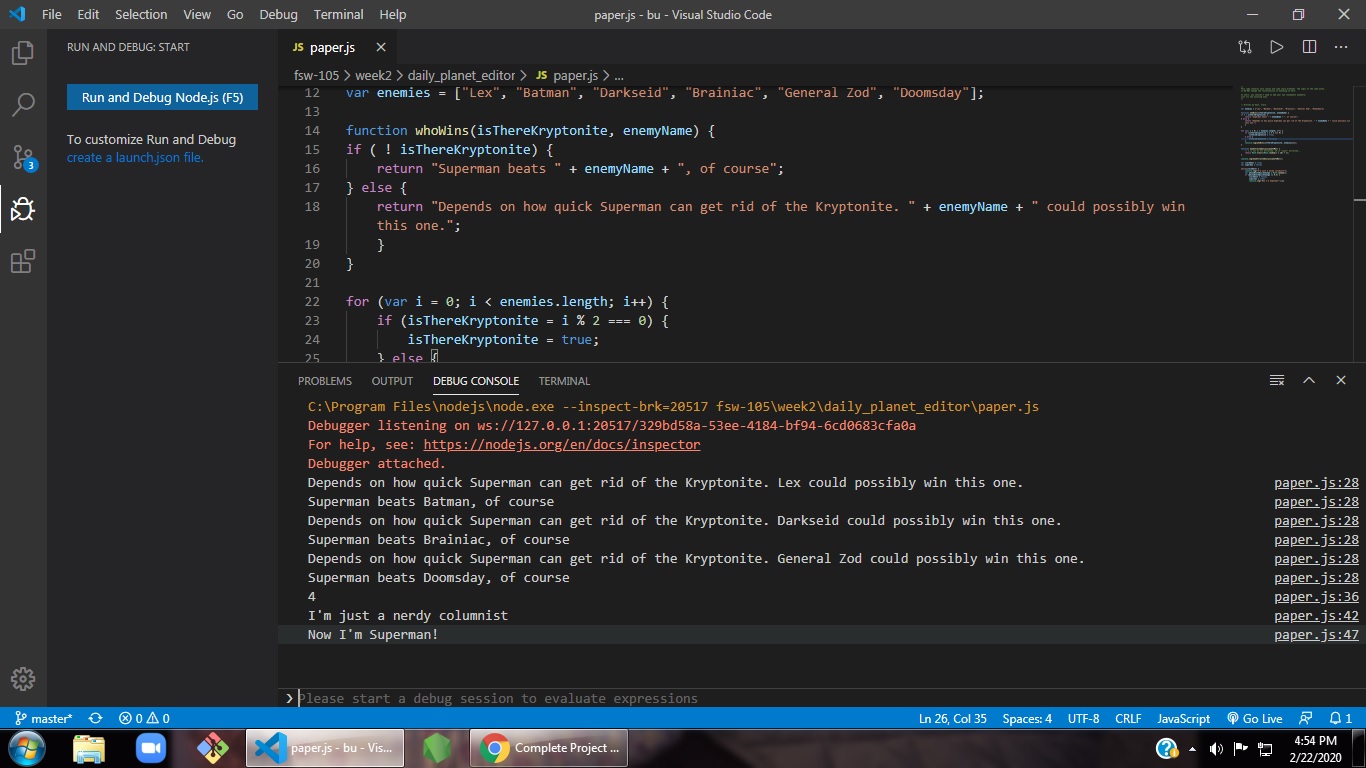 File Edit Selection View Go Debug Terminal Help
paper.js - bu - Visual Studio Code
RUN AND DEBUG: START
Run and Debug Node.js (F5)
To customize Run and Debug
create a launch.json file.
3
JS paper.js
fsw-105 > week2 > daily_planet_editor > JS paper.js > ...
12 var enemies = ["Lex", "Batman", "Darkseid", "Brainiac", "General Zod", "Doomsday"];
13
14 function whoWins(isThereKryptonite, enemyName) {
15 if ( ! isThereKryptonite) {
16     return "Superman beats " + enemyName + ", of course";
17 } else {
18     return "Depends on how quick Superman can get rid of the Kryptonite. " + enemyName + " could possibly win
    this one.";
19     }
20 }
21
22 for (var i = 0; i < enemies.length; i++) {
23     if (isThereKryptonite = i % 2 === 0) {
24         isThereKryptonite = true;
25     } else {
PROBLEMS OUTPUT DEBUG CONSOLE TERMINAL
C:\Program Files\nodejs\node.exe --inspect-brk=20517 fsw-105\week2\daily_planet_editor\paper.js
Debugger listening on ws://127.0.0.1:20517/329bd58a-53ee-4184-bf94-6cd0683cfa0a
For help, see: https://nodejs.org/en/docs/inspector
Debugger attached.
Depends on how quick Superman can get rid of the Kryptonite. Lex could possibly win this one. paper.js:28
Superman beats Batman, of course paper.js:28
Depends on how quick Superman can get rid of the Kryptonite. Darkseid could possibly win this one. paper.js:28
Superman beats Brainiac, of course paper.js:28
Depends on how quick Superman can get rid of the Kryptonite. General Zod could possibly win this one. paper.js:28
Superman beats Doomsday, of course paper.js:28
4 paper.js:36
I'm just a nerdy columnist paper.js:42
Now I'm Superman! paper.js:47
Please start a debug session to evaluate expressions
master* 0 0 Ln 26, Col 35 Spaces: 4 UTF-8 CRLF JavaScript Go Live 1
paper.js - bu - Vis... Complete Project ... 4:54 PM
2/22/2020